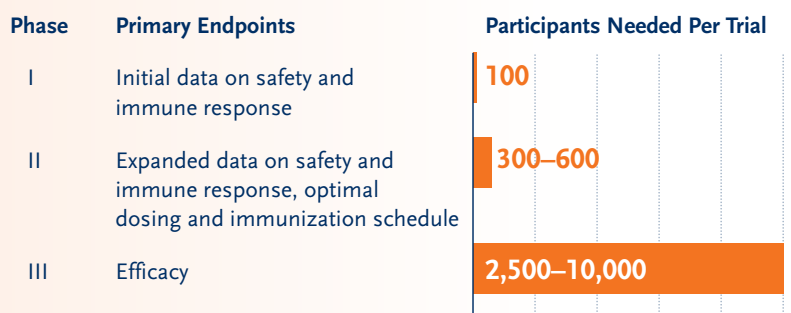 Phase Primary Endpoints Participants Needed Per Trial
I Initial data on safety and 100
immune response
II Expanded data on safety and 300–600
immune response, optimal
dosing and immunization schedule
III Efficacy 2,500–10,000